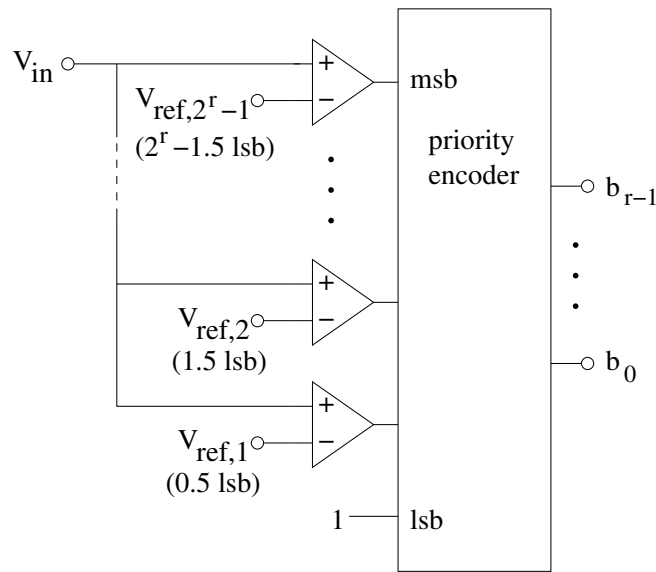 V_in
+
−
msb
V_ref,2^r−1
(2^r−1.5 lsb)
priority
encoder
b_r−1
+
−
V_ref,2
(1.5 lsb)
b_0
+
−
V_ref,1
(0.5 lsb)
1
lsb